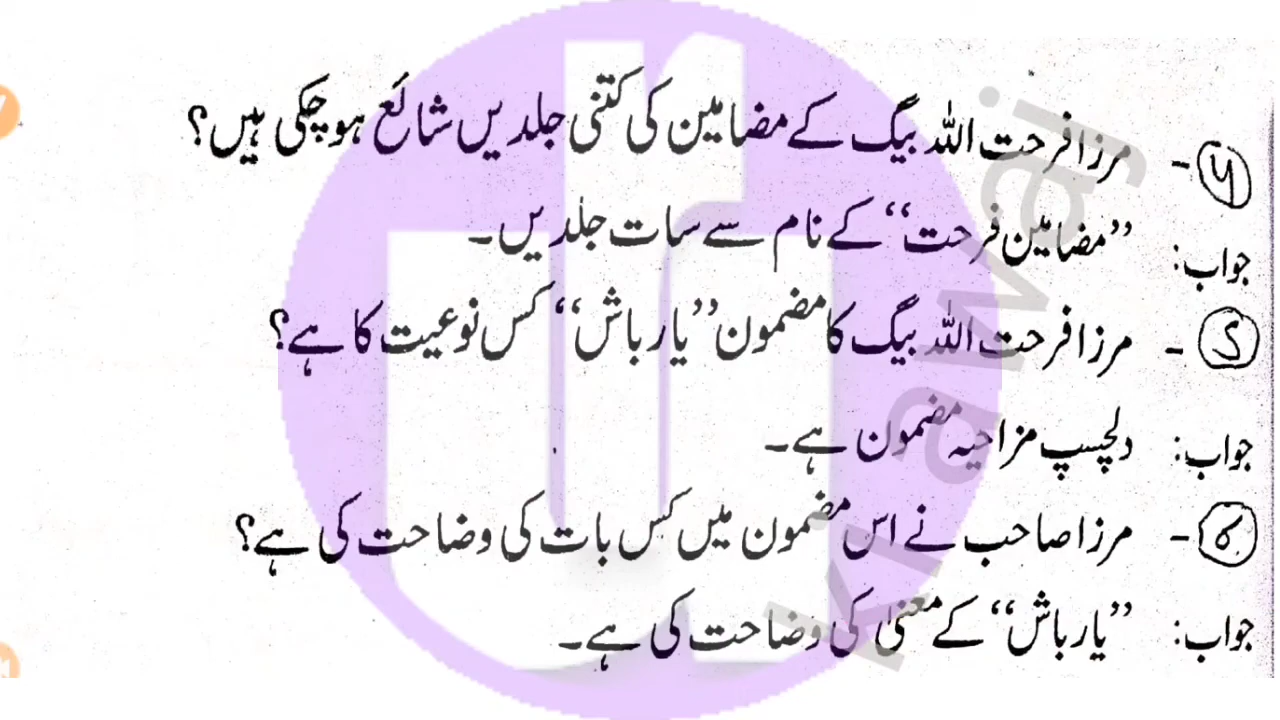 ۴- مرزا فرحت اللہ بیگ کے مضامین کی کتنی جلدیں شائع ہوچکی ہیں؟
جواب: ”مضامین فرحت“ کے نام سے سات جلدیں۔
۵- مرزا فرحت اللہ بیگ کا مضمون ”یار باش“ کس نوعیت کا ہے؟
جواب: دلچسپ مزاحیہ مضمون ہے۔
- مرزا صاحب نے اس مضمون میں کس بات کی وضاحت کی ہے؟
جواب: ”یار باش“ کے معنی کی وضاحت کی ہے۔